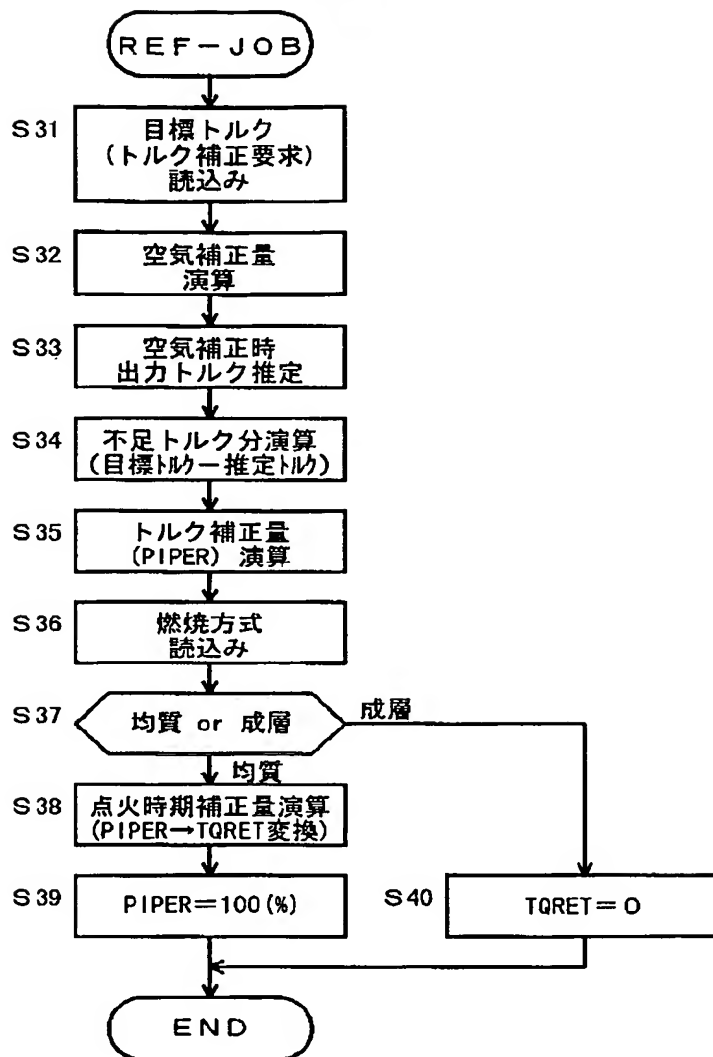 REF-JOB
S31
目標トルク
(トルク補正要求)
読込み
S32
空気補正量
演算
S33
空気補正時
出力トルク推定
S34
不足トルク分演算
(目標トルクー推定トルク)
S35
トルク補正量
(PIPER) 演算
S36
燃焼方式
読込み
S37
均質 or 成層
成層
均質
S38
点火時期補正量演算
(PIPER→TQRET変換)
S39
PIPER=100(%)
S40
TQRET=0
END